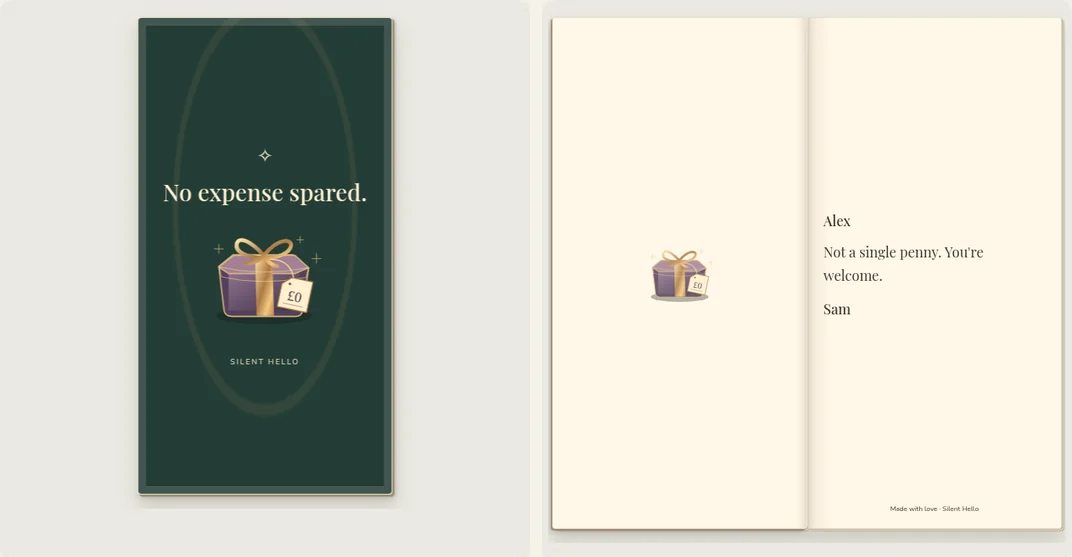 No expense spared.
£0
SILENT HELLO
£0
Alex
Not a single penny. You're
welcome.
Sam
Made with love · Silent Hello